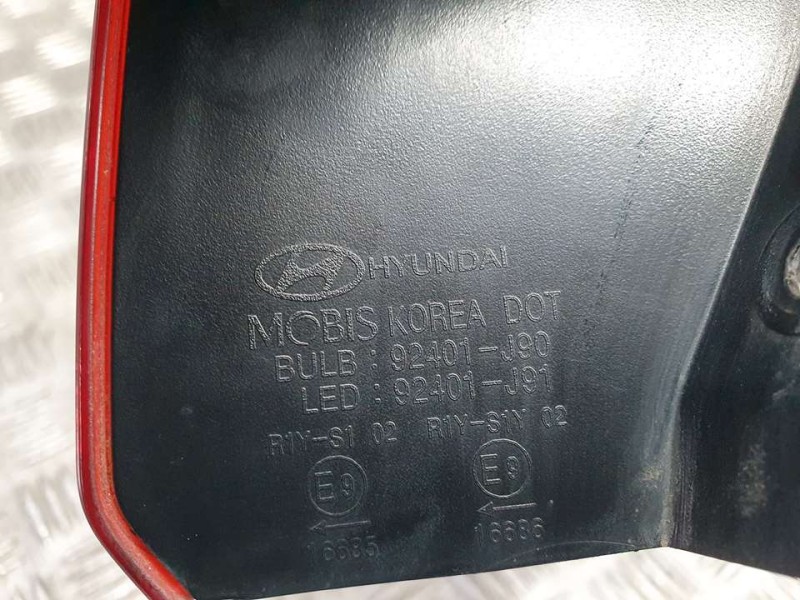 HYUNDAI
MOBIS KOREA DOT
BULB : 92401-J90
LED : 92401-J91
R1Y-S1 02 R1Y-S1Y 02
E9 E9
16685 16686